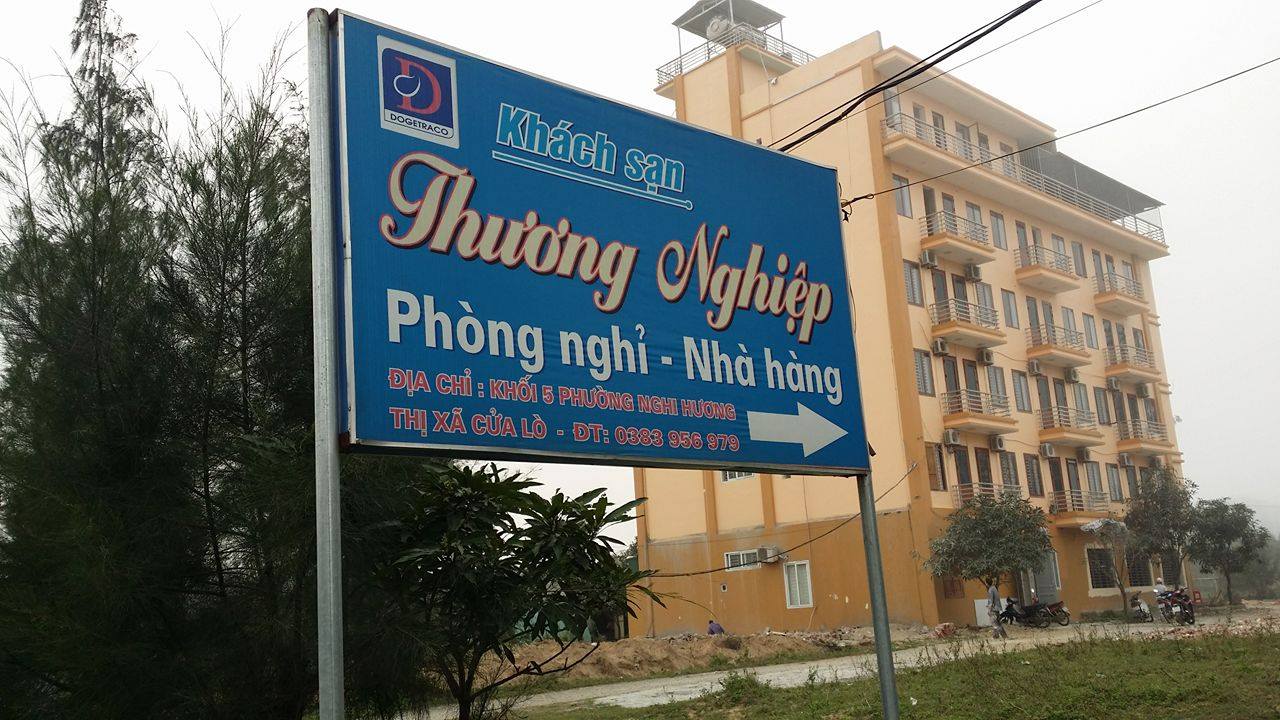 D
DOGETRACO
Khách sạn
Thương Nghiệp
Phòng nghỉ - Nhà hàng
ĐỊA CHỈ : KHỐI 5 PHƯỜNG NGHI HƯƠNG
THỊ XÃ CỬA LÒ - ĐT: 0383 956 979